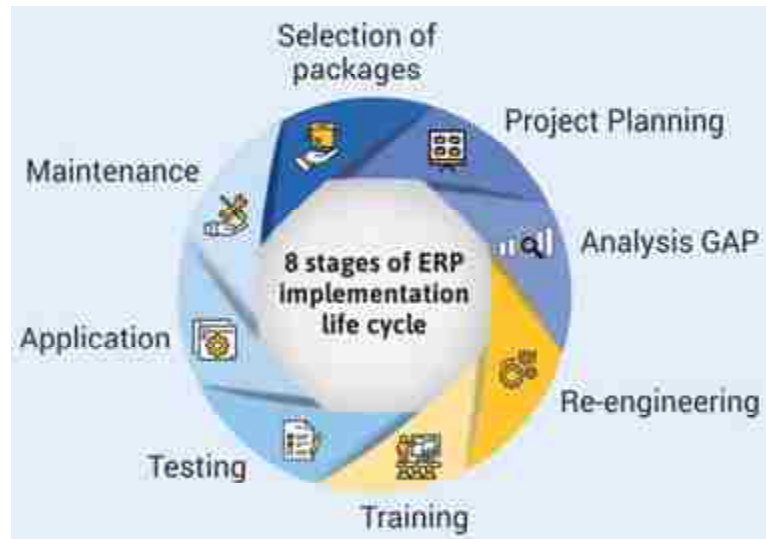 Selection of
packages
Project Planning
Analysis GAP
Re-engineering
Training
Testing
Application
Maintenance
8 stages of ERP
implementation
life cycle